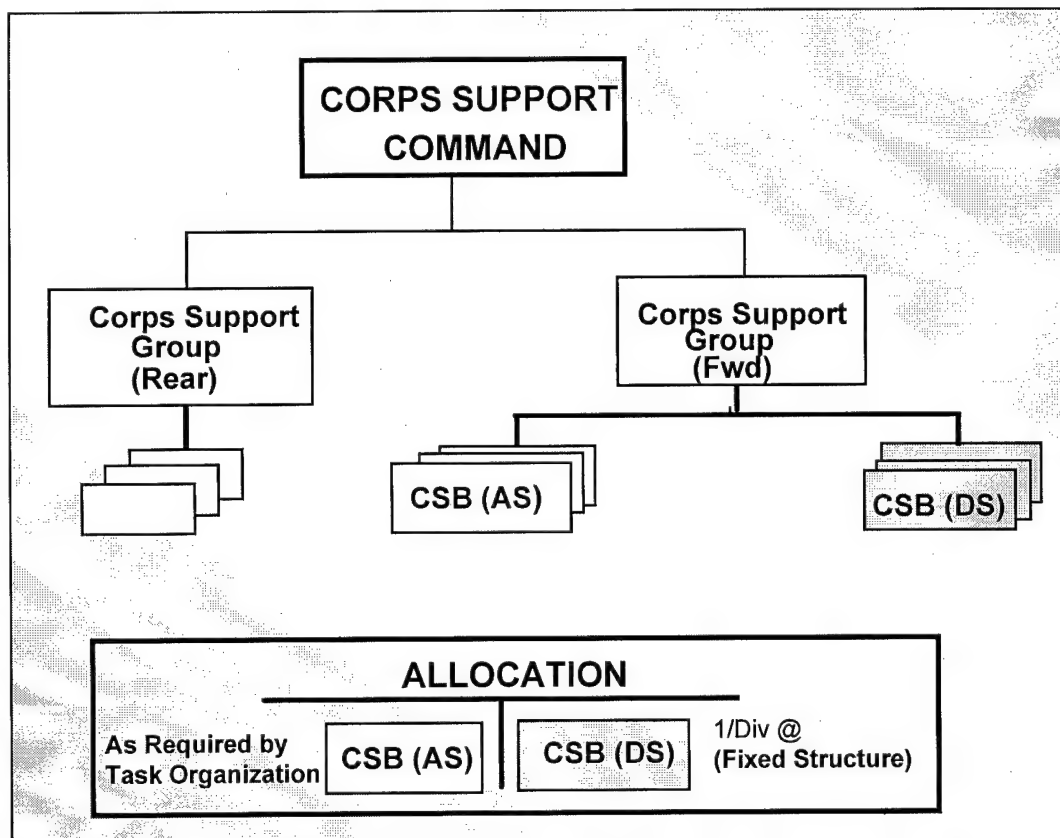 CORPS SUPPORT
COMMAND
Corps Support
Group
(Rear)
Corps Support
Group
(Fwd)
CSB (AS)
CSB (DS)
ALLOCATION
As Required by
Task Organization
CSB (AS)
CSB (DS)
1/Div @
(Fixed Structure)